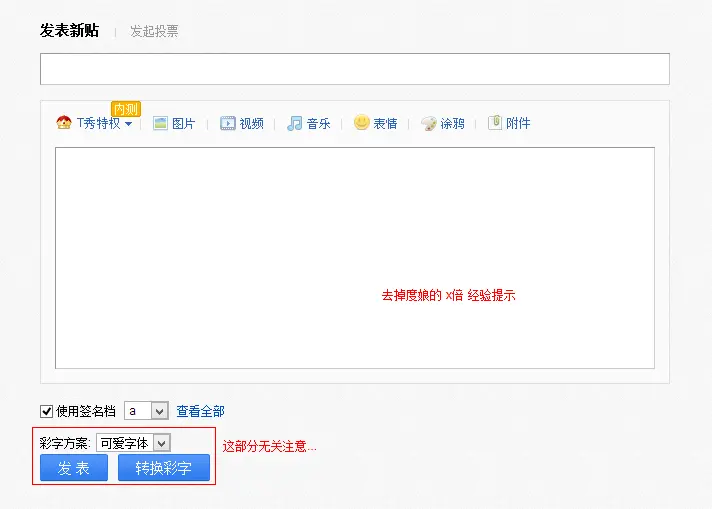 发表新贴 | 发起投票
内测
T秀特权 | 图片 | 视频 | 音乐 | 表情 | 涂鸦 | 附件
去掉度娘的 x倍 经验提示
使用签名档 a 查看全部
彩字方案: 可爱字体
这部分无关注意...
发 表 转换彩字